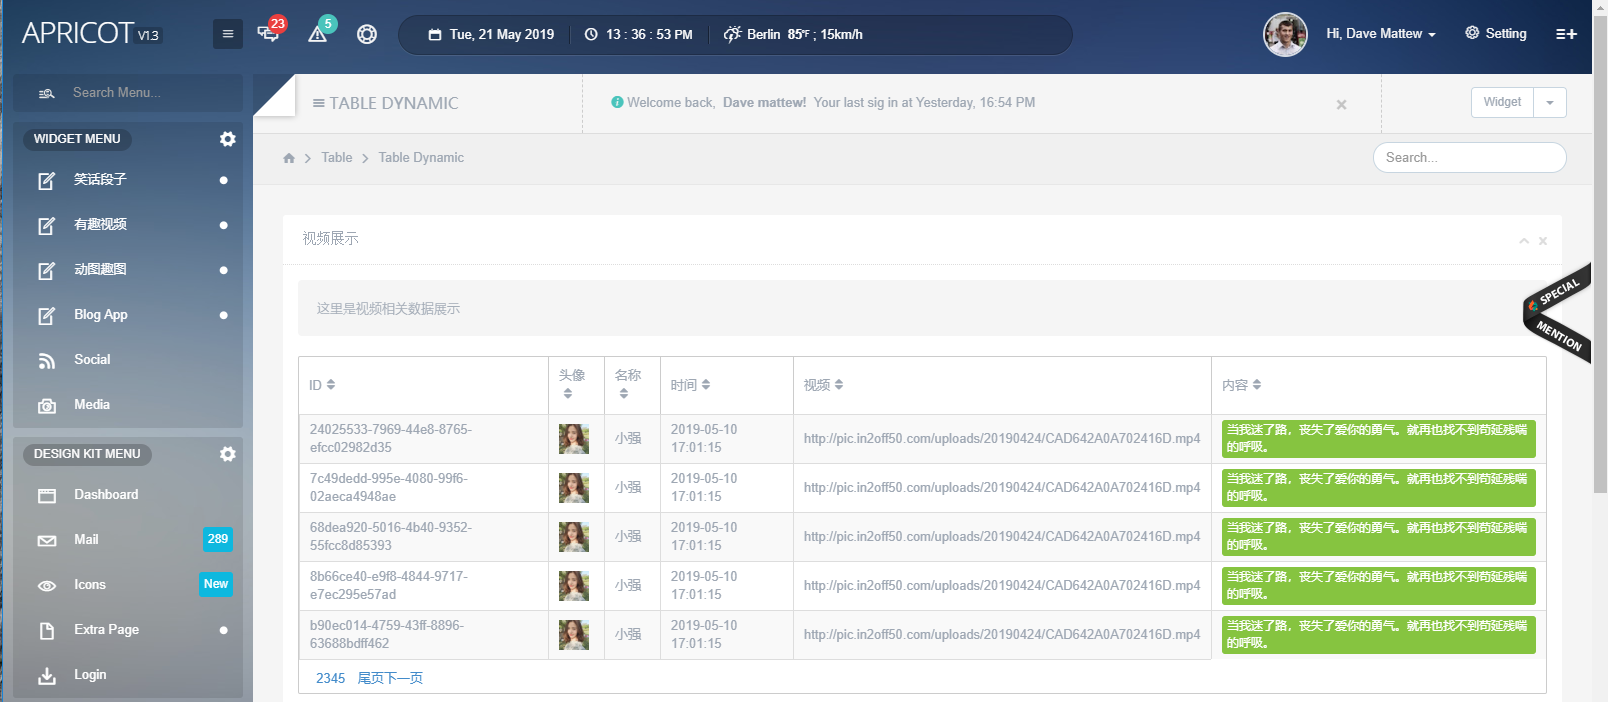 APRICOT V1.3
23
5
Tue, 21 May 2019
13 : 36 : 53 PM
Berlin 85°F ; 15km/h
Hi, Dave Mattew
Setting
Search Menu...
WIDGET MENU
笑话段子
有趣视频
动图趣图
Blog App
Social
Media
DESIGN KIT MENU
Dashboard
Mail 289
Icons New
Extra Page
Login
TABLE DYNAMIC
Welcome back, Dave mattew! Your last sig in at Yesterday, 16:54 PM
Widget
Table > Table Dynamic
Search...
视频展示
SPECIAL
MENTION
这里是视频相关数据展示
ID 头像 名称 时间 视频 内容
24025533-7969-44e8-8765-
efcc02982d35
小强
2019-05-10
17:01:15
http://pic.in2off50.com/uploads/20190424/CAD642A0A702416D.mp4
当我迷了路，丧失了爱你的勇气。就再也找不到苟延残喘
的呼吸。
7c49dedd-995e-4080-99f6-
02aeca4948ae
小强
2019-05-10
17:01:15
http://pic.in2off50.com/uploads/20190424/CAD642A0A702416D.mp4
当我迷了路，丧失了爱你的勇气。就再也找不到苟延残喘
的呼吸。
68dea920-5016-4b40-9352-
55fcc8d85393
小强
2019-05-10
17:01:15
http://pic.in2off50.com/uploads/20190424/CAD642A0A702416D.mp4
当我迷了路，丧失了爱你的勇气。就再也找不到苟延残喘
的呼吸。
8b66ce40-e9f8-4844-9717-
e7ec295e57ad
小强
2019-05-10
17:01:15
http://pic.in2off50.com/uploads/20190424/CAD642A0A702416D.mp4
当我迷了路，丧失了爱你的勇气。就再也找不到苟延残喘
的呼吸。
b90ec014-4759-43ff-8896-
63688bdff462
小强
2019-05-10
17:01:15
http://pic.in2off50.com/uploads/20190424/CAD642A0A702416D.mp4
当我迷了路，丧失了爱你的勇气。就再也找不到苟延残喘
的呼吸。
2345 尾页下一页